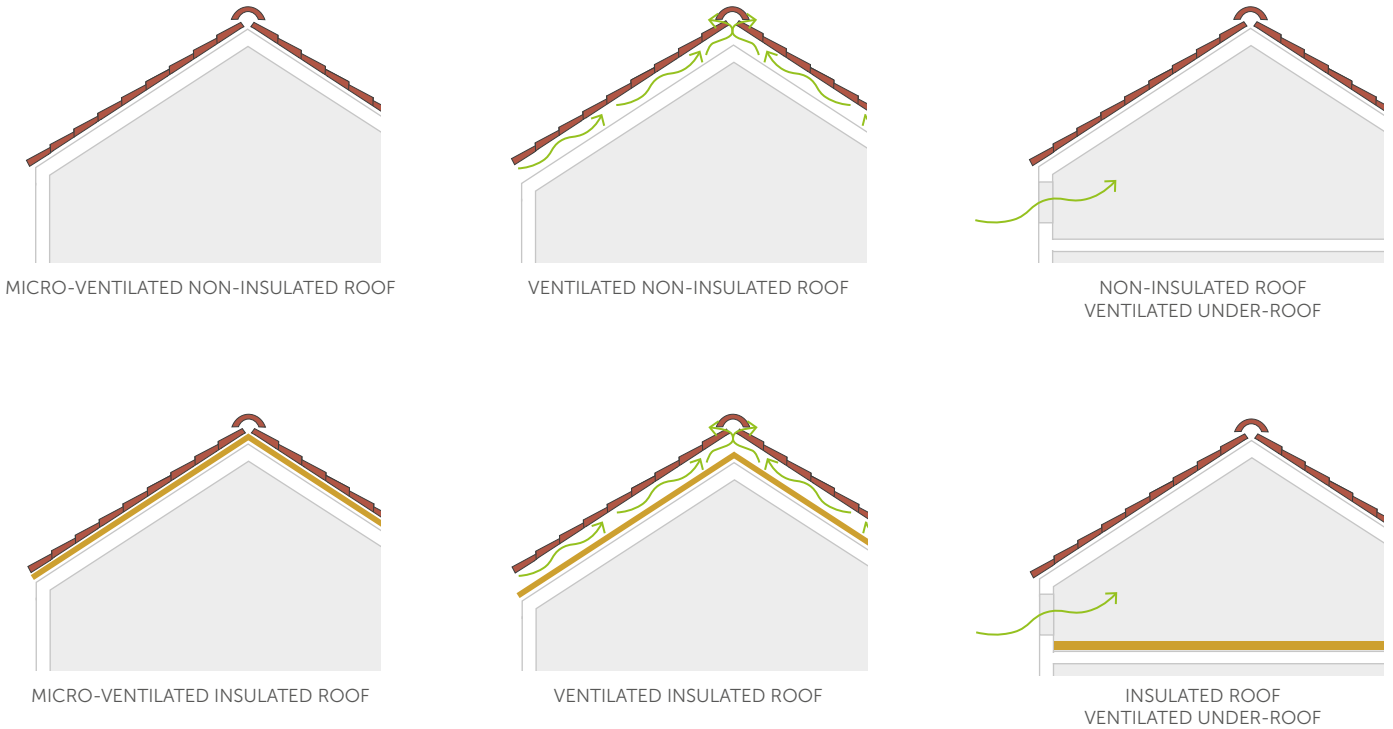 MICRO-VENTILATED NON-INSULATED ROOF
VENTILATED NON-INSULATED ROOF
NON-INSULATED ROOF
VENTILATED UNDER-ROOF
MICRO-VENTILATED INSULATED ROOF
VENTILATED INSULATED ROOF
INSULATED ROOF
VENTILATED UNDER-ROOF